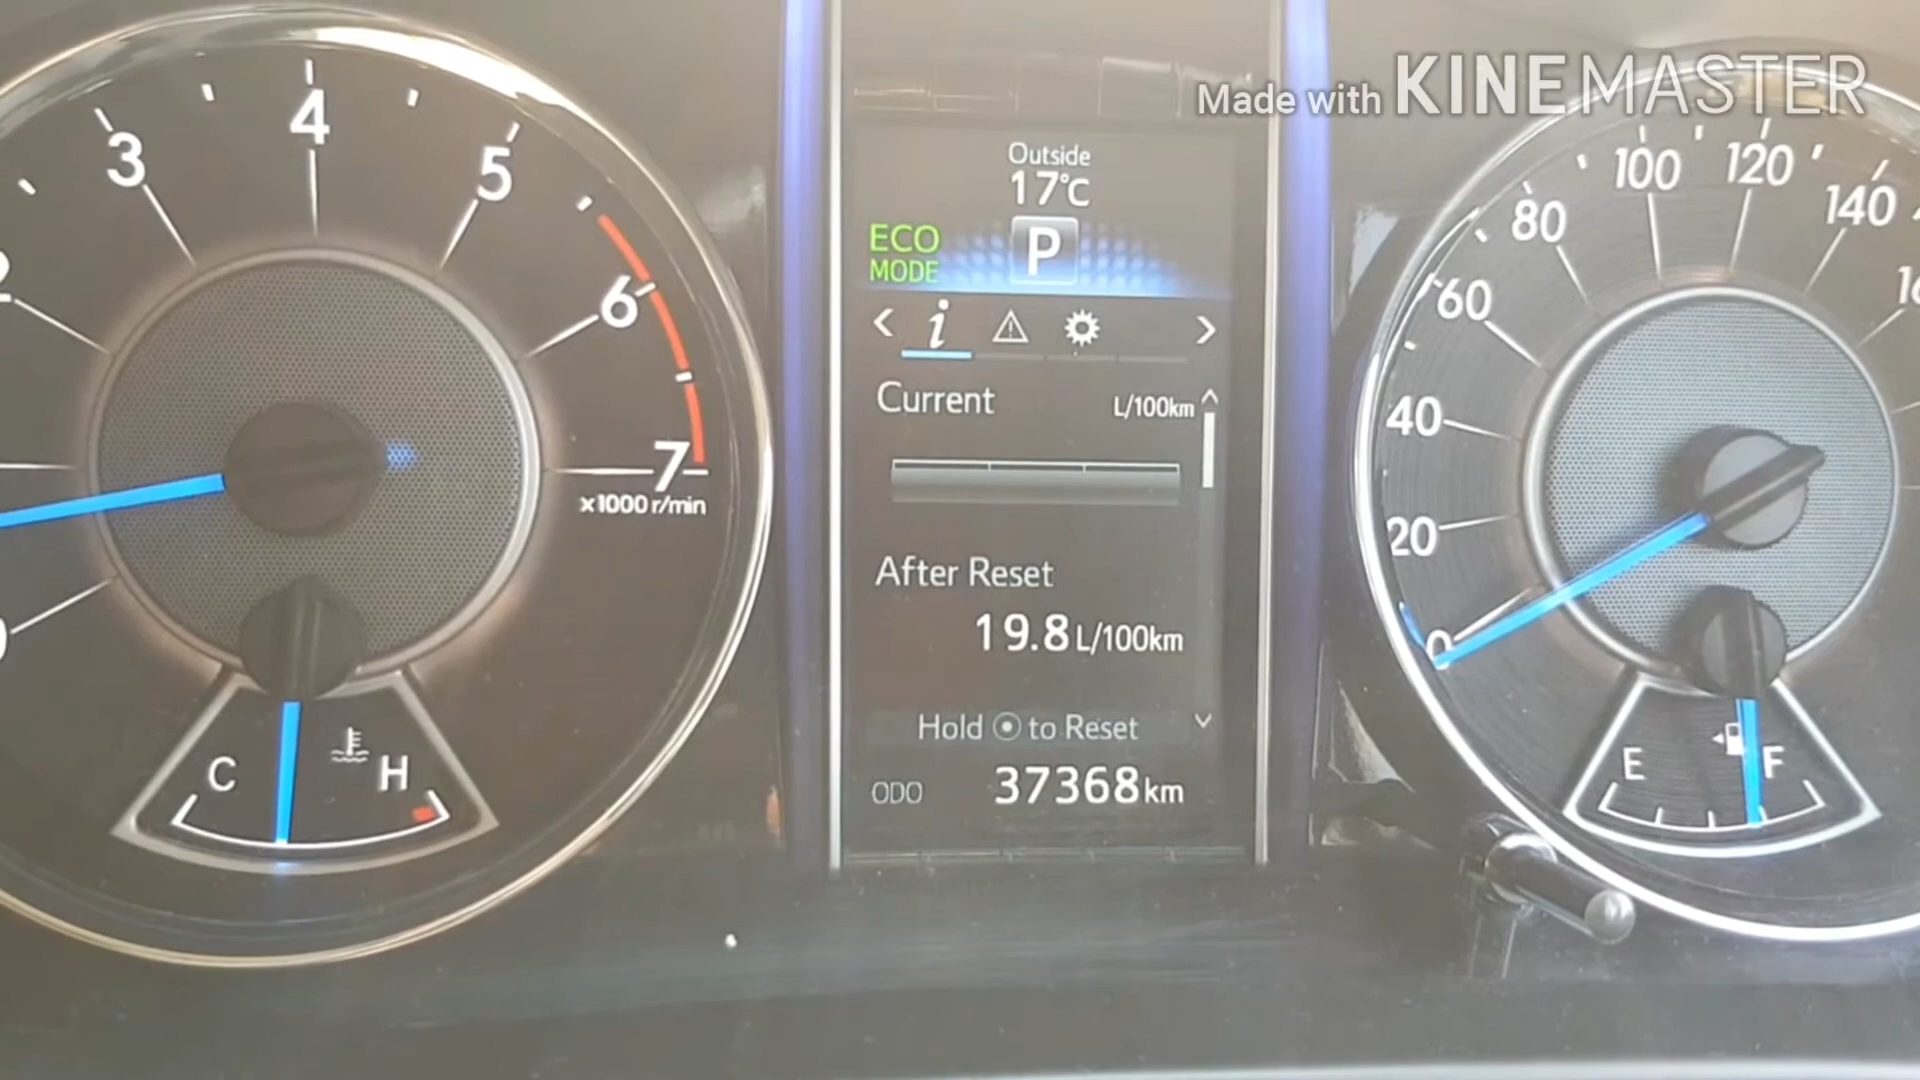 Made with KINEMASTER
Outside
17°C
ECO
MODE
P
i
Current L/100km
After Reset
19.8 L/100km
Hold ⦿ to Reset
ODO 37368 km
3
4
5
6
7
x1000 r/min
C
H
0
20
40
60
80
100
120
140
E
F